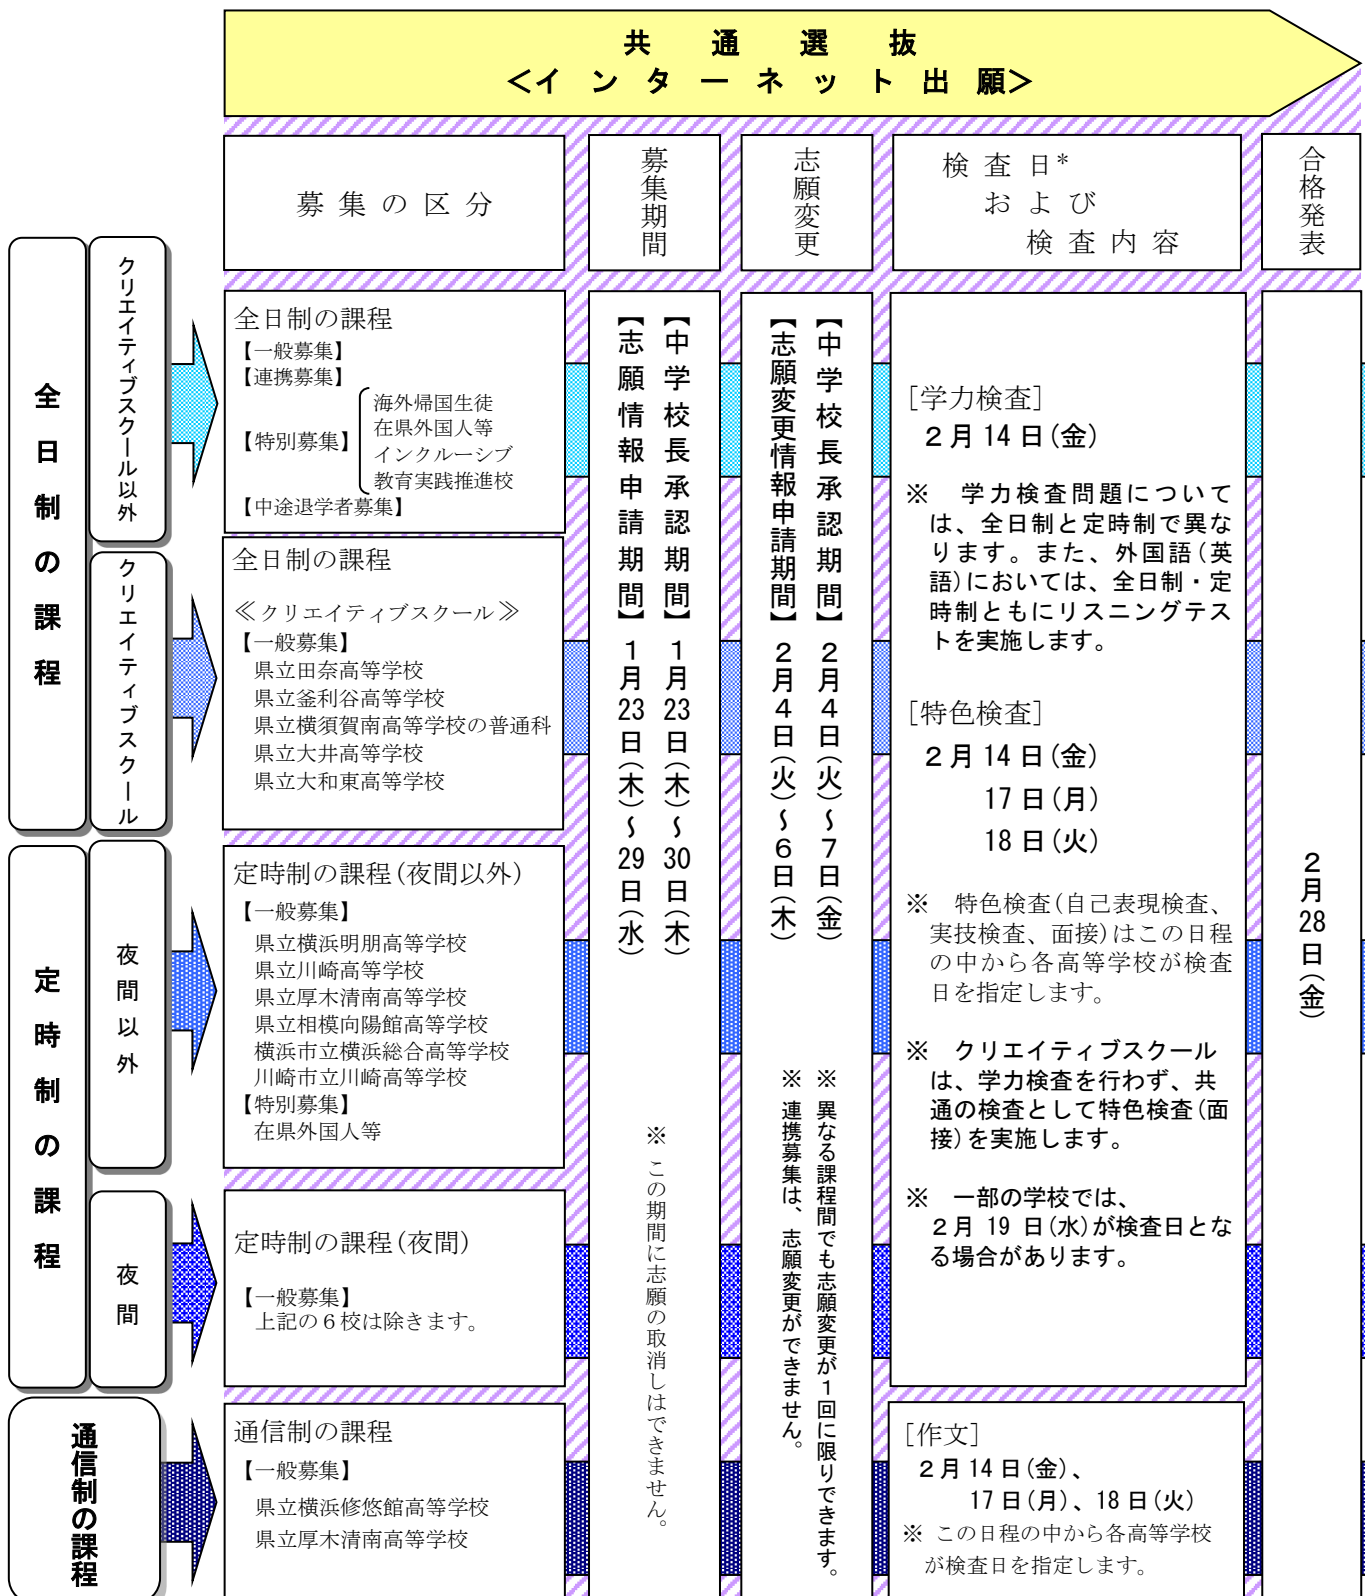 共通選抜
＜インターネット出願＞
募集の区分
募集期間
志願変更
検査日*
および
検査内容
合格発表
全日制の課程
クリエイティブスクール以外
全日制の課程
【一般募集】
【連携募集】
【特別募集】
海外帰国生徒
在県外国人等
インクルーシブ
教育実践推進校
【中途退学者募集】
クリエイティブスクール
全日制の課程
≪クリエイティブスクール≫
【一般募集】
県立田奈高等学校
県立釜利谷高等学校
県立横須賀南高等学校の普通科
県立大井高等学校
県立大和東高等学校
定時制の課程
夜間以外
定時制の課程(夜間以外)
【一般募集】
県立横浜明朋高等学校
県立川崎高等学校
県立厚木清南高等学校
県立相模向陽館高等学校
横浜市立横浜総合高等学校
川崎市立川崎高等学校
【特別募集】
在県外国人等
夜間
定時制の課程(夜間)
【一般募集】
上記の６校は除きます。
通信制の課程
通信制の課程
【一般募集】
県立横浜修悠館高等学校
県立厚木清南高等学校
【中学校長承認期間】１月23日(木)～30日(木)
【志願情報申請期間】１月23日(木)～29日(水)
※ この期間に志願の取消しはできません。
【中学校長承認期間】２月４日(火)～７日(金)
【志願変更情報申請期間】２月４日(火)～６日(木)
※ 異なる課程間でも志願変更が１回に限りできます。
※ 連携募集は、志願変更ができません。
[学力検査]
２月14日(金)
※　学力検査問題について
は、全日制と定時制で異な
ります。また、外国語(英
語)においては、全日制・定
時制ともにリスニングテス
トを実施します。
[特色検査]
２月14日(金)
17日(月)
18日(火)
※　特色検査(自己表現検査、
実技検査、面接)はこの日程
の中から各高等学校が検査
日を指定します。
※　クリエイティブスクール
は、学力検査を行わず、共
通の検査として特色検査(面
接)を実施します。
※　一部の学校では、
２月 19 日(水)が検査日とな
る場合があります。
[作文]
２月14日(金)、
17日(月)、18日(火)
※ この日程の中から各高等学校
が検査日を指定します。
２月28日(金)